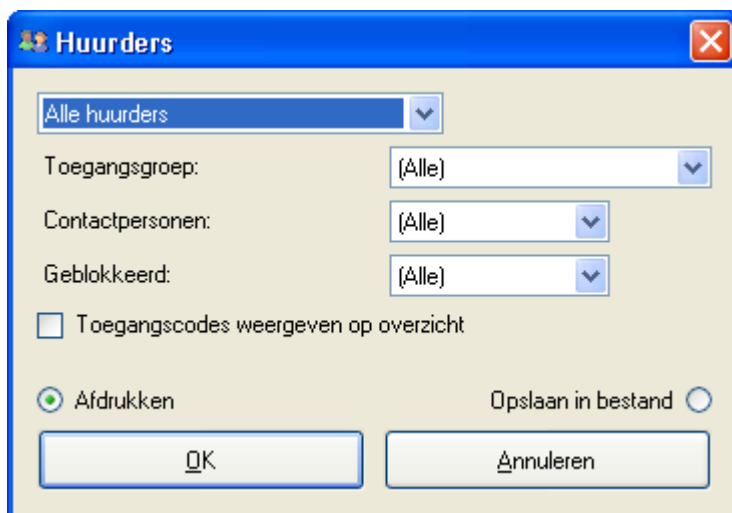 Huurders
Alle huurders
Toegangsgroep: (Alle)
Contactpersonen: (Alle)
Geblokkeerd: (Alle)
Toegangscodes weergeven op overzicht
Afdrukken Opslaan in bestand
OK Annuleren